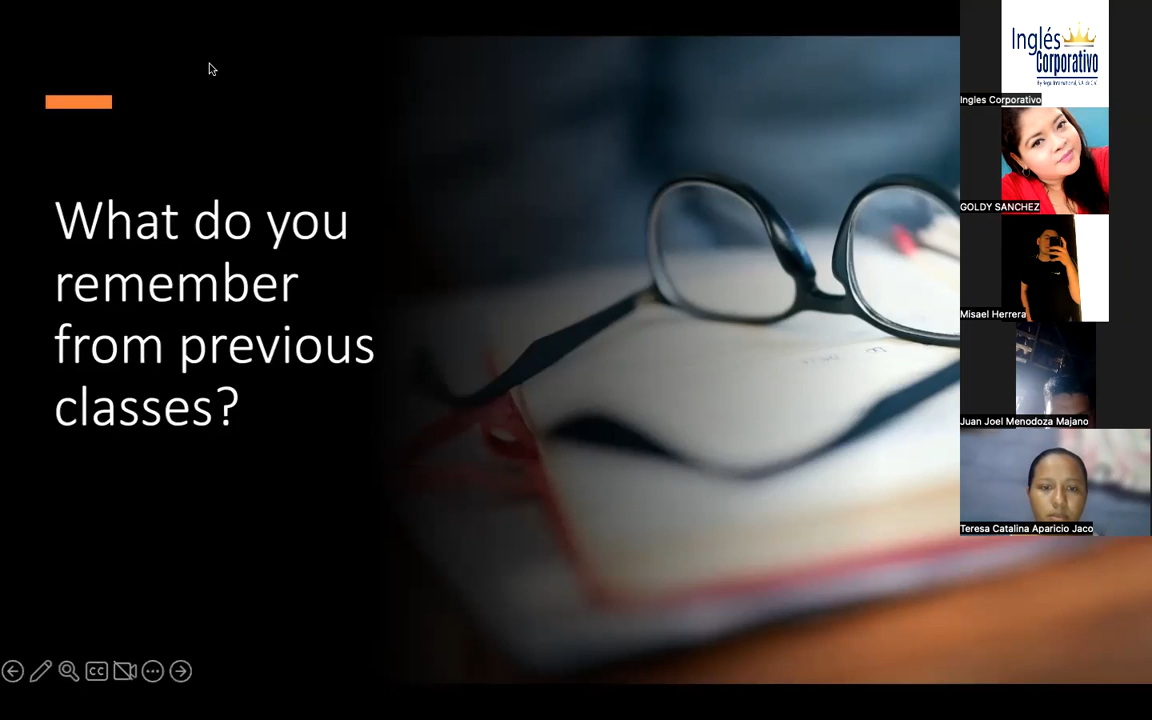 What do you
remember
from previous
classes?
CC
Inglés
Corporativo
Ingles Corporativo
GOLDY SANCHEZ
Misael Herrera
Juan Joel Menodoza Majano
Teresa Catalina Aparicio Jaco